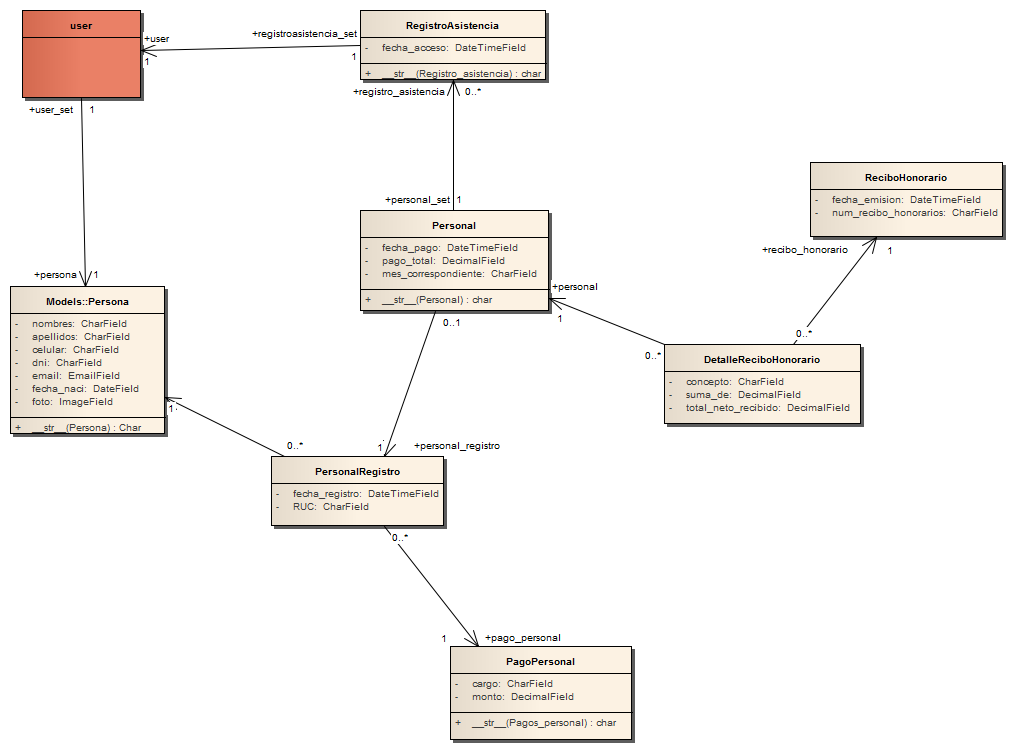 user
+user
1
+user_set
1
+registroasistencia_set
1
RegistroAsistencia
- fecha_acceso: DateTimeField
+ __str__(Registro_asistencia) : char
+registro_asistencia
0..*
+personal_set
1
Personal
- fecha_pago: DateTimeField
- pago_total: DecimalField
- mes_correspondiente: CharField
+ __str__(Personal) : char
0..1
+personal
1
ReciboHonorario
- fecha_emision: DateTimeField
- num_recibo_honorarios: CharField
+recibo_honorario
1
0..*
0..*
DetalleReciboHonorario
- concepto: CharField
- suma_de: DecimalField
- total_neto_recibido: DecimalField
+persona
1
Models::Persona
- nombres: CharField
- apellidos: CharField
- celular: CharField
- dni: CharField
- email: EmailField
- fecha_naci: DateField
- foto: ImageField
+ __str__(Persona) : Char
1.
0..*
1
+personal_registro
PersonalRegistro
- fecha_registro: DateTimeField
- RUC: CharField
0..*
1
+pago_personal
PagoPersonal
- cargo: CharField
- monto: DecimalField
+ __str__(Pagos_personal) : char